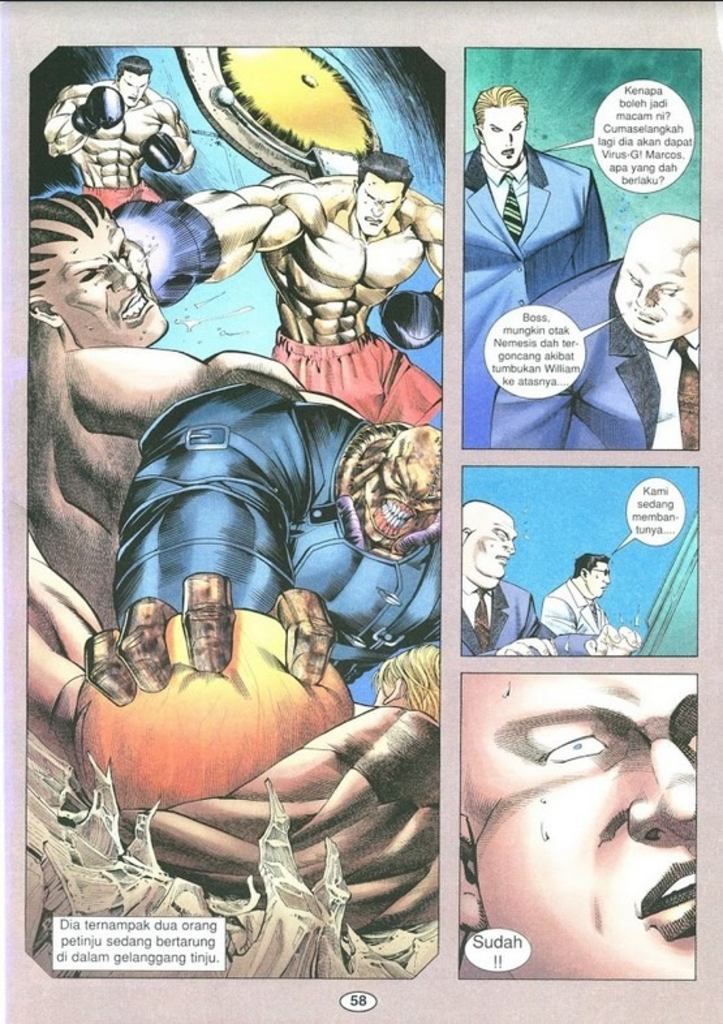 Kenapa
boleh jadi
macam ni?
Cumaselangkah
lagi dia akan dapat
Virus-G! Marcos,
apa yang dah
berlaku?
Boss,
mungkin otak
Nemesis dah ter-
goncang akibat
tumbukan William
ke atasnya....
Kami
sedang
memban-
tunya....
Sudah
!!
Dia ternampak dua orang
petinju sedang bertarung
di dalam gelanggang tinju.
58